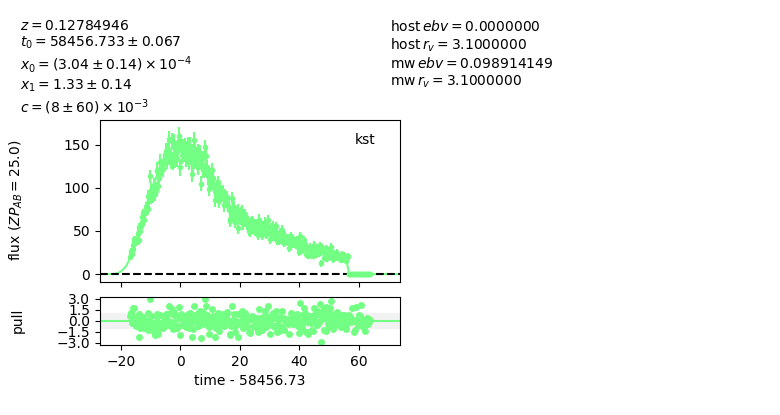 z = 0.12784946
t₀ = 58456.733 ± 0.067
x₀ = (3.04 ± 0.14) × 10⁻⁴
x₁ = 1.33 ± 0.14
c = (8 ± 60) × 10⁻³
host ebv = 0.0000000
host r_v = 3.1000000
mw ebv = 0.098914149
mw r_v = 3.1000000
kst
flux (ZP_AB = 25.0)
150
100
50
0
pull
3.0
1.5
0.0
−1.5
−3.0
−20 0 20 40 60
time - 58456.73